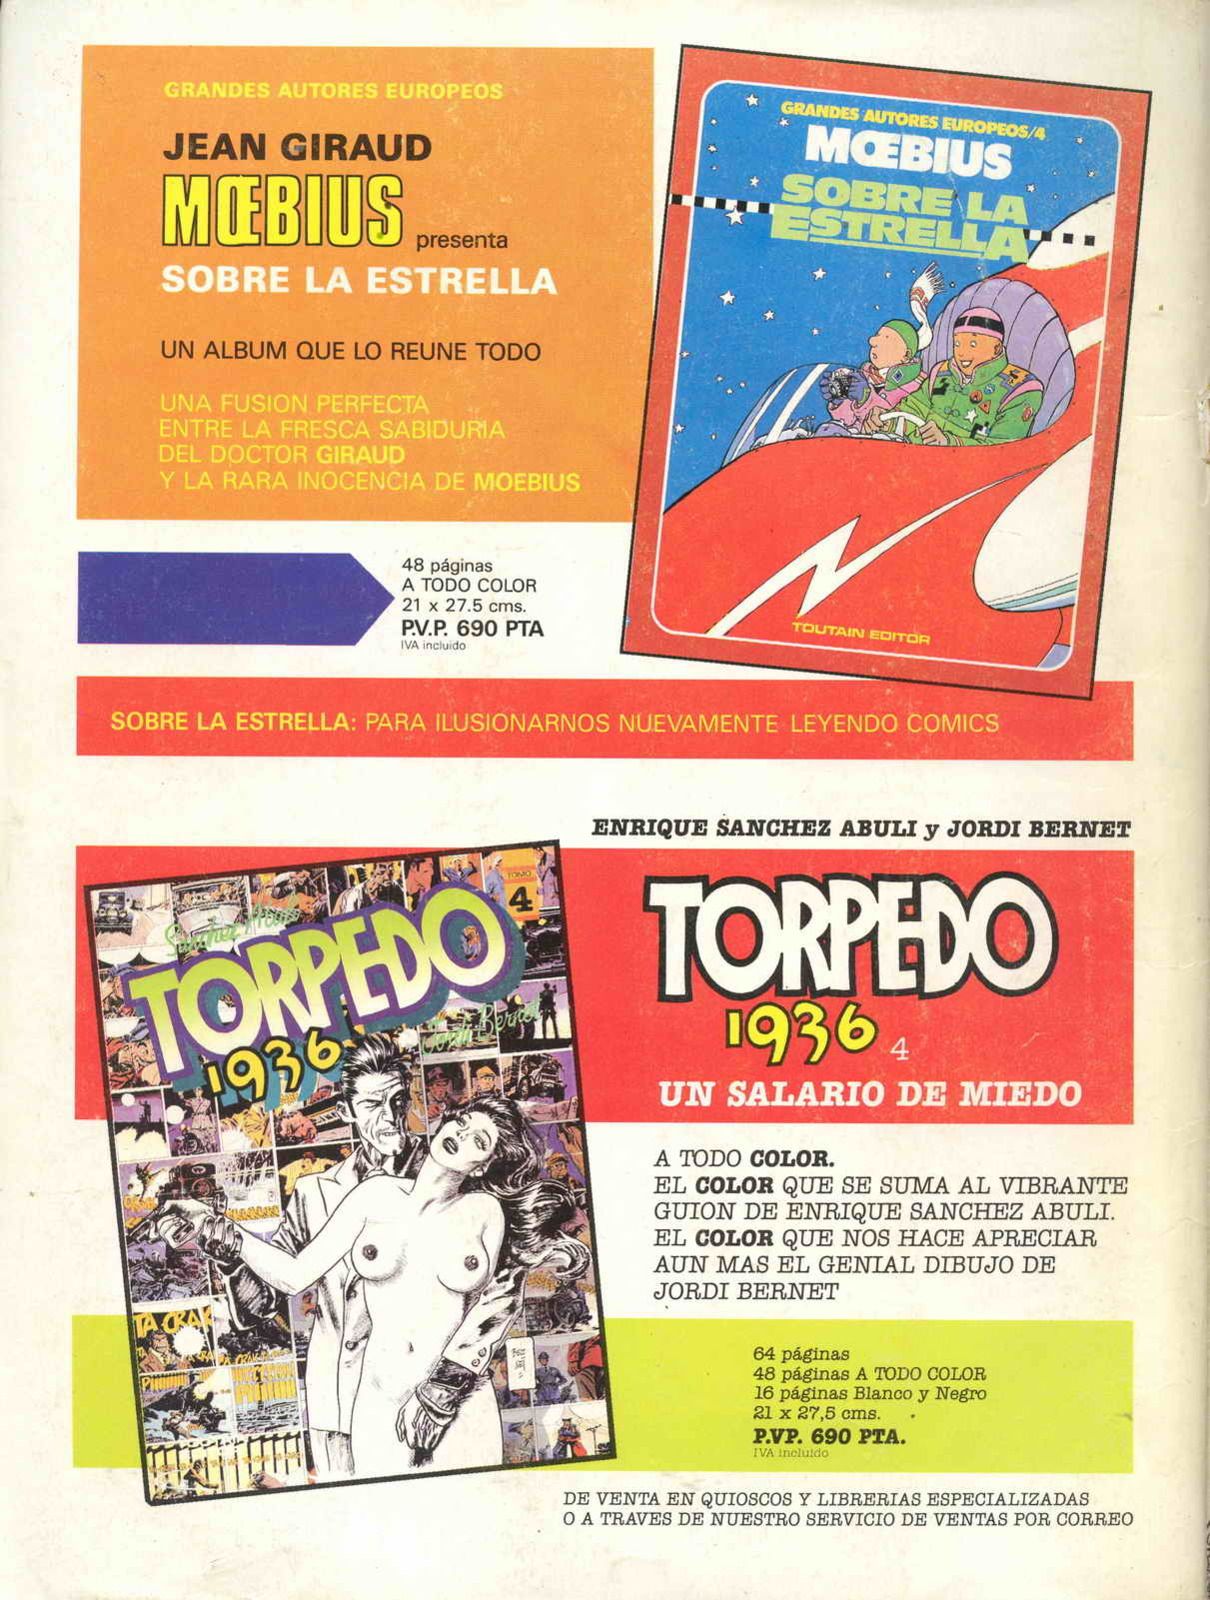 GRANDES AUTORES EUROPEOS
JEAN GIRAUD
MŒBIUS presenta
SOBRE LA ESTRELLA
UN ALBUM QUE LO REUNE TODO
UNA FUSION PERFECTA
ENTRE LA FRESCA SABIDURIA
DEL DOCTOR GIRAUD
Y LA RARA INOCENCIA DE MOEBIUS
GRANDES AUTORES EUROPEOS/4
MŒBIUS
SOBRE LA
ESTRELLA
TOUTAIN EDITOR
48 páginas
A TODO COLOR
21 x 27.5 cms.
P.V.P. 690 PTA
IVA incluido
SOBRE LA ESTRELLA: PARA ILUSIONARNOS NUEVAMENTE LEYENDO COMICS
ENRIQUE SANCHEZ ABULI y JORDI BERNET
TOMO
4
Sanchez Abuli
TORPEDO
1936
Jordi Bernet
TORPEDO
1936 4
UN SALARIO DE MIEDO
A TODO COLOR.
EL COLOR QUE SE SUMA AL VIBRANTE
GUION DE ENRIQUE SANCHEZ ABULI.
EL COLOR QUE NOS HACE APRECIAR
AUN MAS EL GENIAL DIBUJO DE
JORDI BERNET
64 páginas
48 páginas A TODO COLOR
16 páginas Blanco y Negro
21 x 27,5 cms.
P.VP. 690 PTA.
IVA incluido
DE VENTA EN QUIOSCOS Y LIBRERIAS ESPECIALIZADAS
O A TRAVES DE NUESTRO SERVICIO DE VENTAS POR CORREO